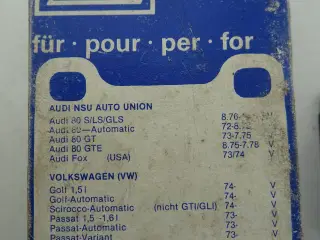 für · pour · per · for
AUDI NSU AUTO UNION
Audi 80 S/LS/GLS 8.76-
Audi 80-Automatic 72-8.78
Audi 80 GT 73-7.75 V
Audi 80 GTE 8.75-7.78 V
Audi Fox (USA) 73/74 V
VOLKSWAGEN (VW)
Golf 1,5 l 74- V
Golf-Automatic 74- V
Scirocco-Automatic (nicht GTI/GLI) 74- V
Passat 1,5 -1,6 l 73- V
Passat-Automatic 73- V
Passat-Variant 73- V